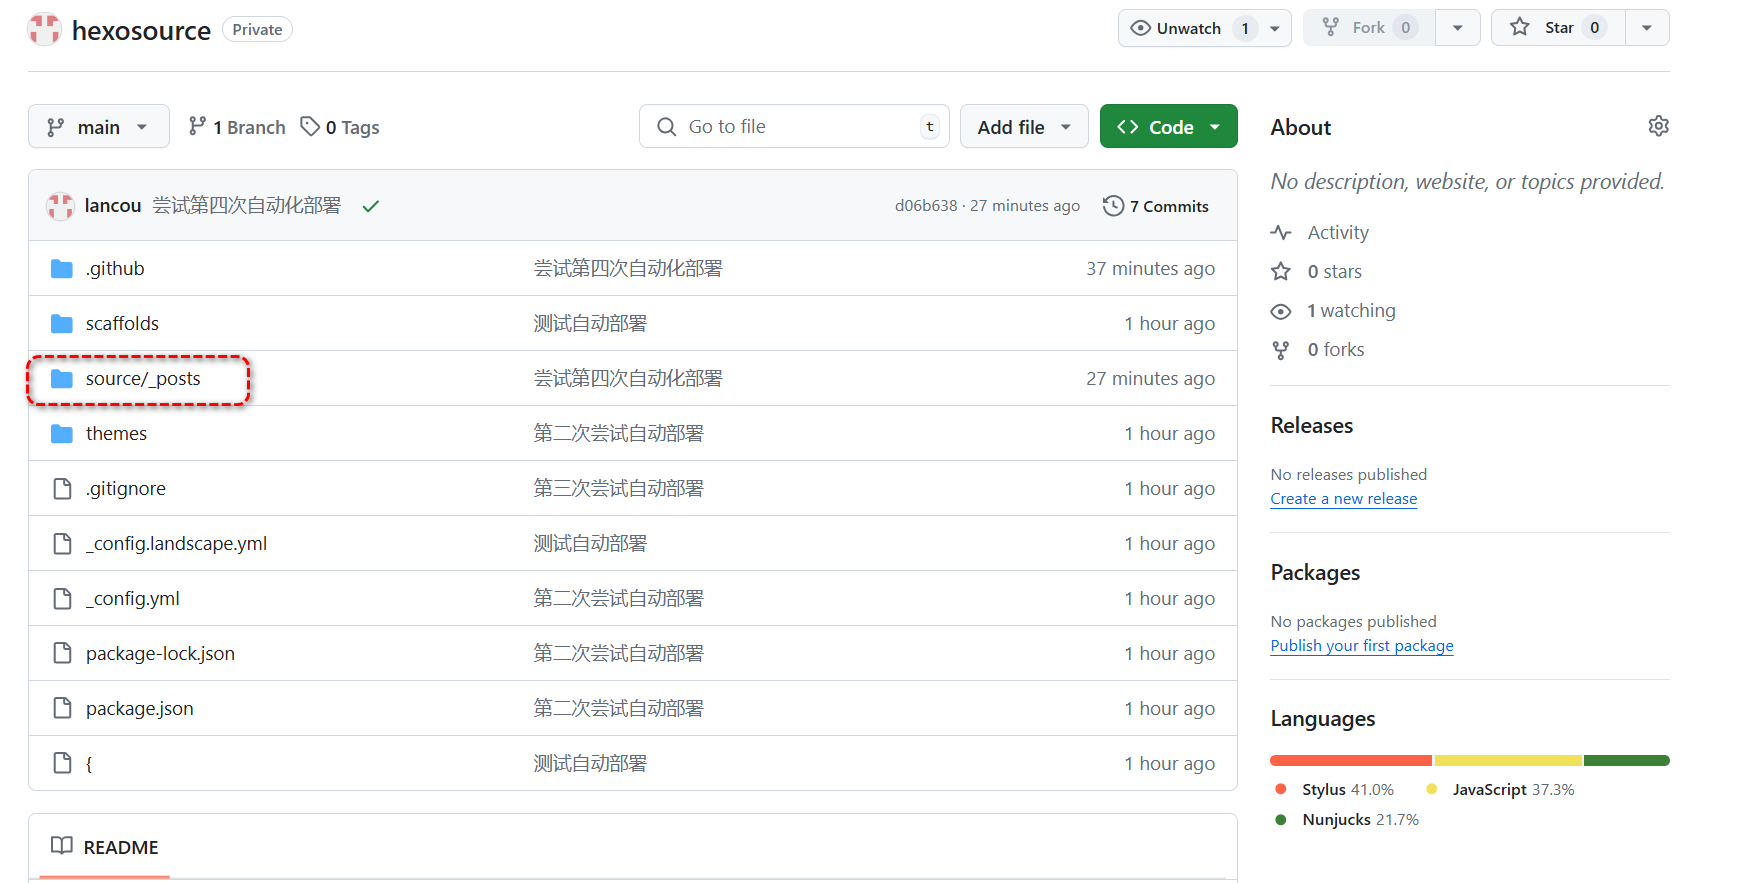 hexosource Private
Unwatch 1 Fork 0 Star 0
main 1 Branch 0 Tags Go to file t Add file Code
lancou 尝试第四次自动化部署 d06b638 · 27 minutes ago 7 Commits
.github 尝试第四次自动化部署 37 minutes ago
scaffolds 测试自动部署 1 hour ago
source/_posts 尝试第四次自动化部署 27 minutes ago
themes 第二次尝试自动部署 1 hour ago
.gitignore 第三次尝试自动部署 1 hour ago
_config.landscape.yml 测试自动部署 1 hour ago
_config.yml 第二次尝试自动部署 1 hour ago
package-lock.json 第二次尝试自动部署 1 hour ago
package.json 第二次尝试自动部署 1 hour ago
{ 测试自动部署 1 hour ago
README
About
No description, website, or topics provided.
Activity
0 stars
1 watching
0 forks
Releases
No releases published
Create a new release
Packages
No packages published
Publish your first package
Languages
Stylus 41.0% JavaScript 37.3%
Nunjucks 21.7%